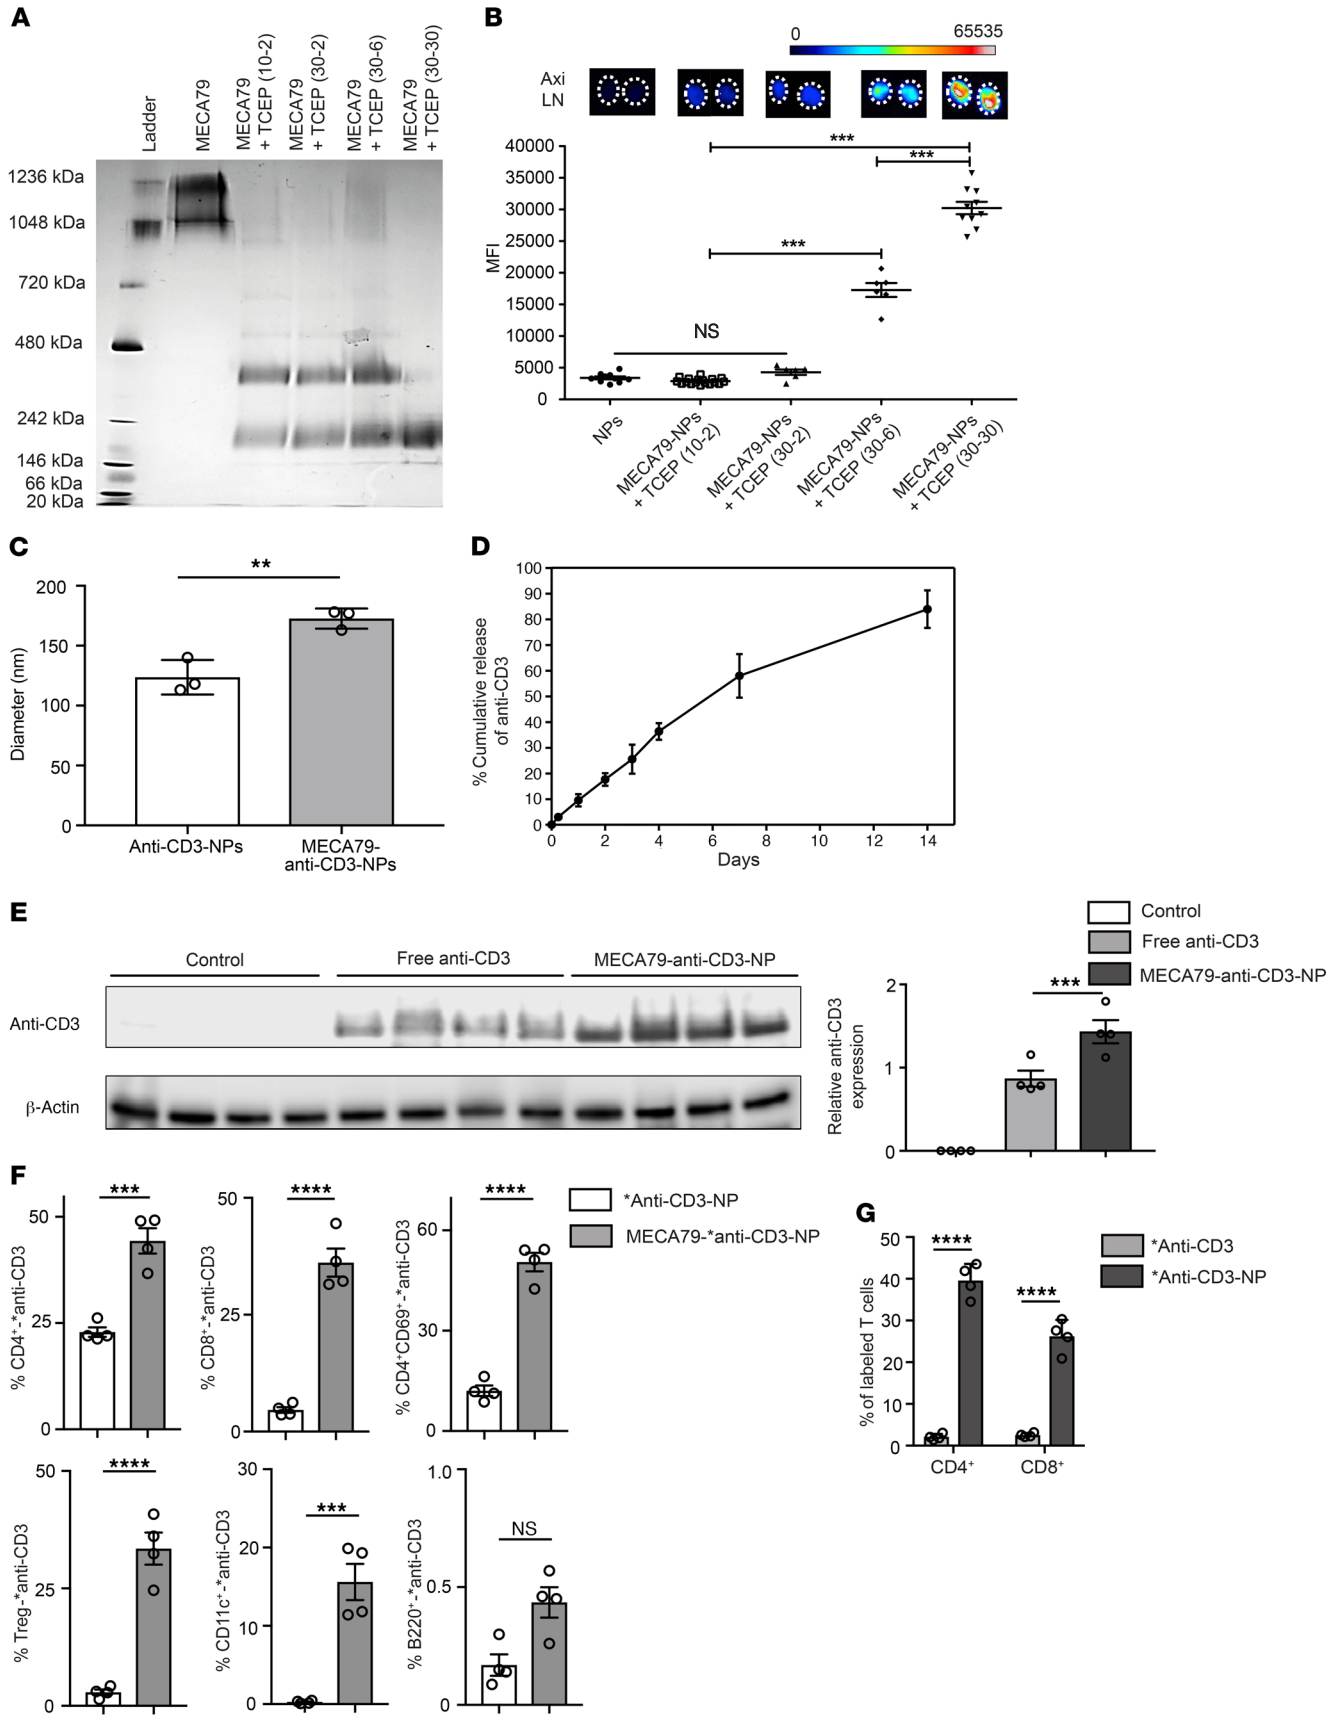 A
Ladder
MECA79
MECA79
+ TCEP (10-2)
MECA79
+ TCEP (30-2)
MECA79
+ TCEP (30-6)
MECA79
+ TCEP (30-30)
1236 kDa
1048 kDa
720 kDa
480 kDa
242 kDa
146 kDa
66 kDa
20 kDa
B
0
65535
Axi
LN
MFI
40000
35000
30000
25000
20000
15000
10000
5000
0
***
***
***
NS
NPs
MECA79-NPs
+ TCEP (10-2)
MECA79-NPs
+ TCEP (30-2)
MECA79-NPs
+ TCEP (30-6)
MECA79-NPs
+ TCEP (30-30)
C
Diameter (nm)
200
150
100
50
0
**
Anti-CD3-NPs
MECA79-
anti-CD3-NPs
D
% Cumulative release
of anti-CD3
100
90
80
70
60
50
40
30
20
10
0
0 2 4 6 8 10 12 14
Days
E
Control
Free anti-CD3
MECA79-anti-CD3-NP
Anti-CD3
β-Actin
Control
Free anti-CD3
MECA79-anti-CD3-NP
Relative anti-CD3
expression
2
1
0
***
F
% CD4⁺-*anti-CD3
50
25
0
***
% CD8⁺-*anti-CD3
50
25
0
****
% CD4⁺CD69⁺-*anti-CD3
60
30
0
****
*Anti-CD3-NP
MECA79-*anti-CD3-NP
% Treg-*anti-CD3
50
25
0
****
% CD11c⁺-*anti-CD3
30
20
10
0
***
% B220⁺-*anti-CD3
1.0
0.5
0
NS
G
% of labeled T cells
50
40
30
20
10
0
****
****
CD4⁺
CD8⁺
*Anti-CD3
*Anti-CD3-NP